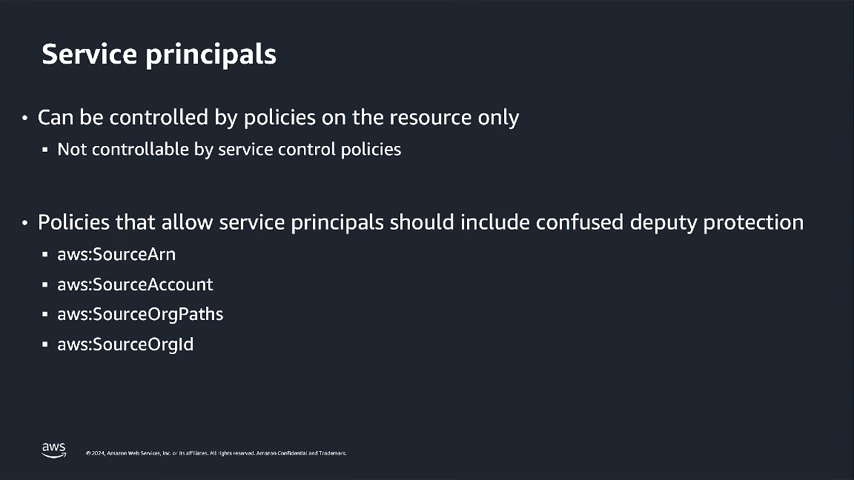 Service principals
• Can be controlled by policies on the resource only
▪ Not controllable by service control policies
• Policies that allow service principals should include confused deputy protection
▪ aws:SourceArn
▪ aws:SourceAccount
▪ aws:SourceOrgPaths
▪ aws:SourceOrgId
aws
© 2024, Amazon Web Services, Inc. or its affiliates. All rights reserved. Amazon Confidential and Trademark.